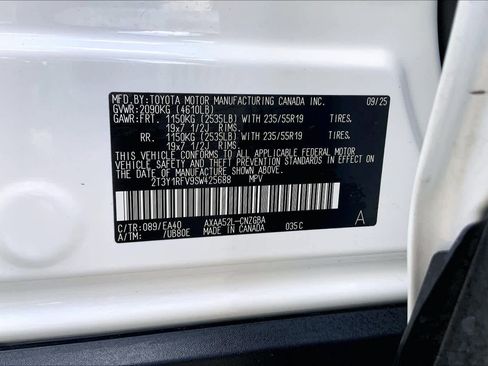 MFD.BY:TOYOTA MOTOR MANUFACTURING CANADA INC. 09/25
GVWR:2090KG (4610LB)
GAWR:FRT. 1150KG (2535LB) WITH 235/55R19 TIRES.
19x7 1/2J RIMS.
RR. 1150KG (2535LB) WITH 235/55R19 TIRES.
19x7 1/2J RIMS.
THIS VEHICLE CONFORMS TO ALL APPLICABLE FEDERAL MOTOR
VEHICLE SAFETY AND THEFT PREVENTION STANDARDS IN EFFECT ON
THE DATE OF MANUFACTURE SHOWN ABOVE.
2T3Y1RFV9SW425688 MPV
C/TR:089/EA40 AXAA52L-CNZGBA A
A/TM: /UB80E MADE IN CANADA 035C